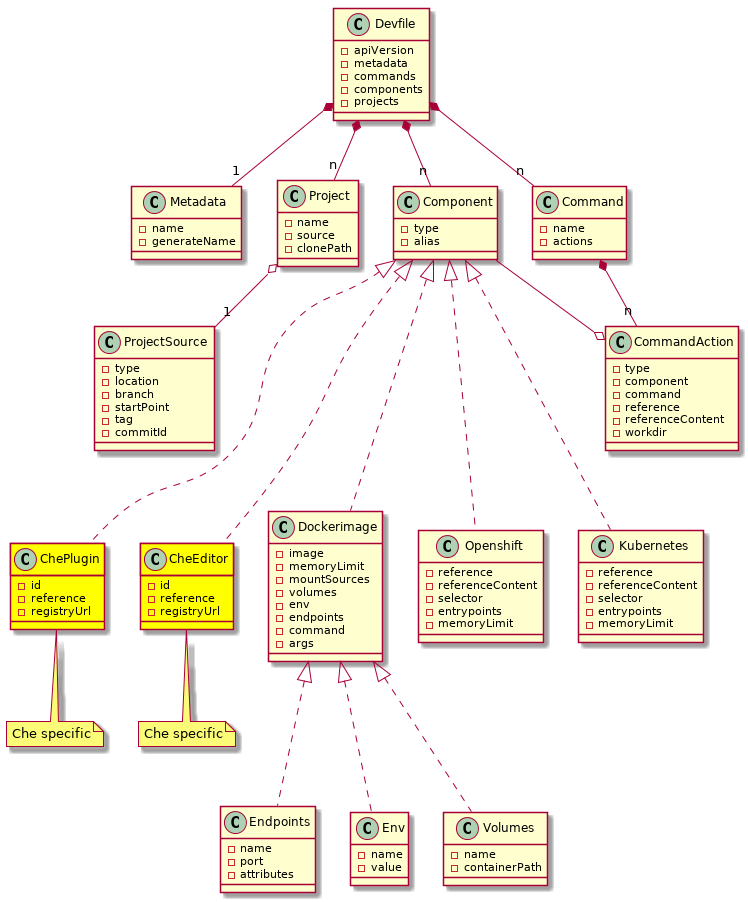 C Devfile
apiVersion
metadata
commands
components
projects
1
n
n
n
C Metadata
name
generateName
C Project
name
source
clonePath
C Component
type
alias
C Command
name
actions
1
n
C ProjectSource
type
location
branch
startPoint
tag
commitId
C CommandAction
type
component
command
reference
referenceContent
workdir
C ChePlugin
id
reference
registryUrl
C CheEditor
id
reference
registryUrl
C Dockerimage
image
memoryLimit
mountSources
volumes
env
endpoints
command
args
C Openshift
reference
referenceContent
selector
entrypoints
memoryLimit
C Kubernetes
reference
referenceContent
selector
entrypoints
memoryLimit
Che specific
Che specific
C Endpoints
name
port
attributes
C Env
name
value
C Volumes
name
containerPath